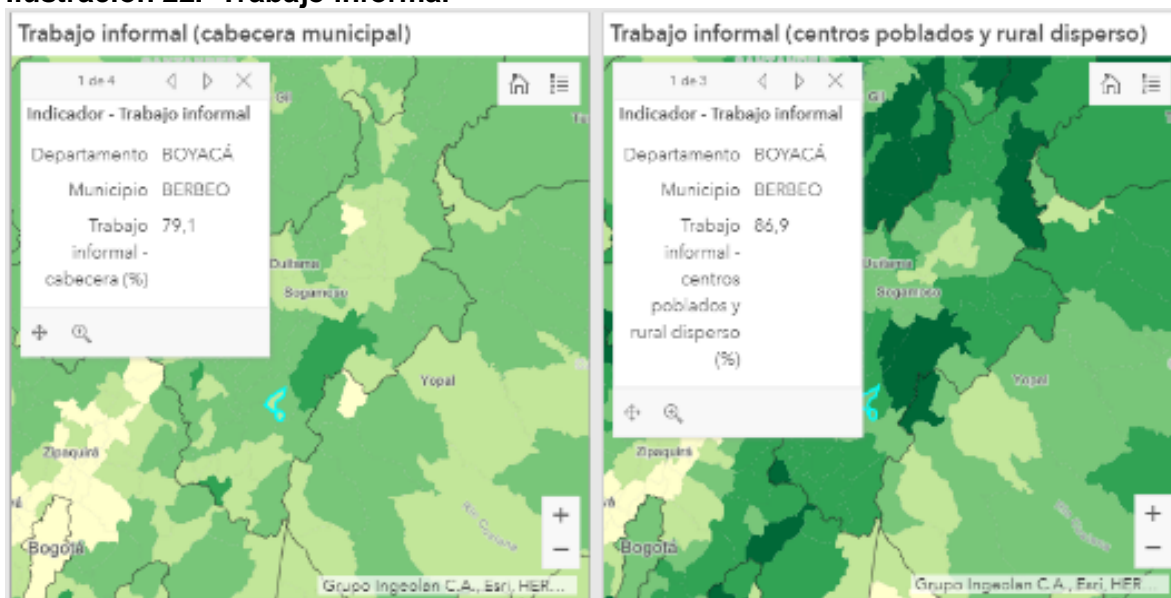 Ilustración 22. Trabajo informal
Trabajo informal (cabecera municipal)
1 de 4
Indicador - Trabajo informal
Departamento BOYACÁ
Municipio BERBEO
Trabajo informal - cabecera (%) 79,1
Gil
Duitama
Sogamoso
Yopal
Zipaquirá
Bogotá
+
−
Grupo Ingeolan C.A., Esri, HER...
Trabajo informal (centros poblados y rural disperso)
1 de 3
Indicador - Trabajo informal
Departamento BOYACÁ
Municipio BERBEO
Trabajo informal - centros poblados y rural disperso (%) 86,9
Gil
Duitama
Sogamoso
Yopal
Zipaquirá
Bogotá
+
−
Grupo Ingeolan C.A., Esri, HER...